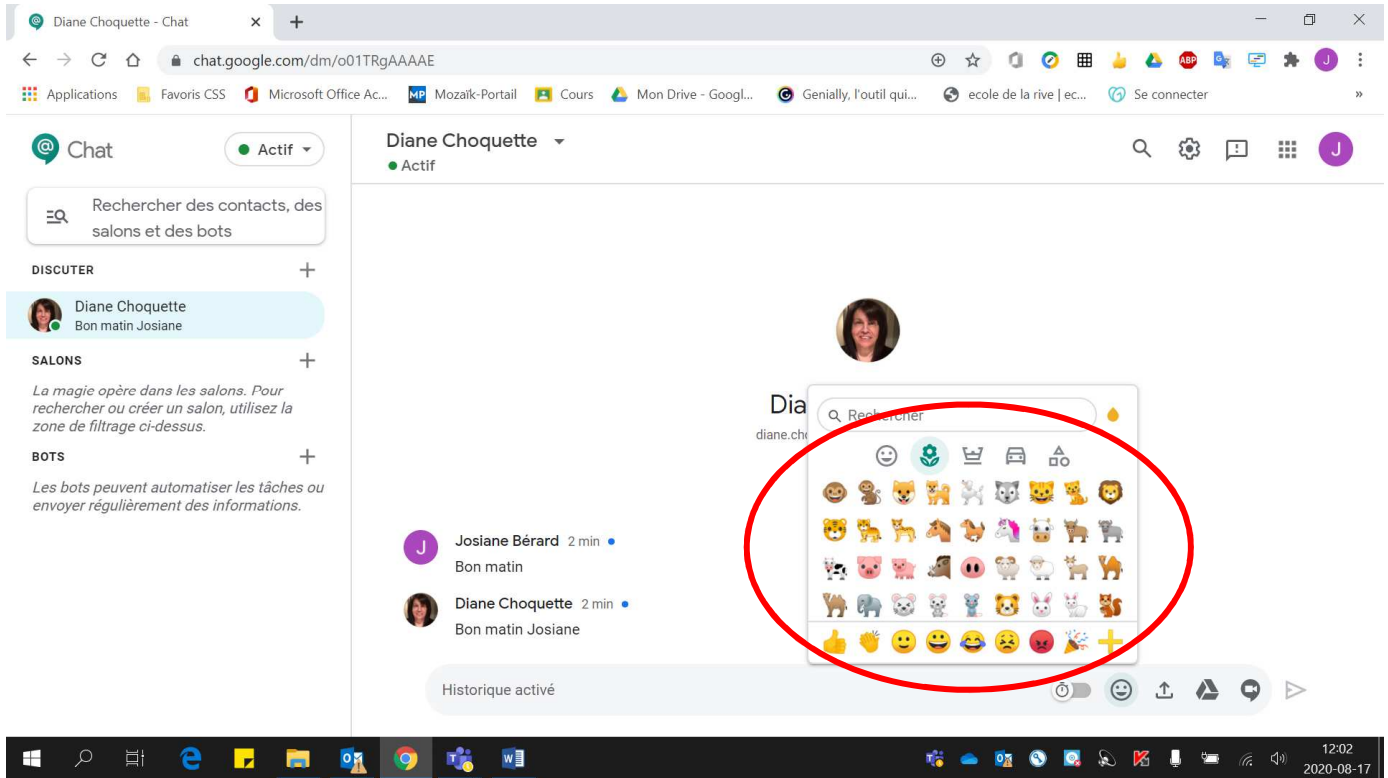 Diane Choquette - Chat
chat.google.com/dm/o01TRgAAAAE
ABP
J
Applications
Favoris CSS
Microsoft Office Ac...
MP
Mozaïk-Portail
Cours
Mon Drive - Googl...
Genially, l'outil qui...
ecole de la rive | ec...
Se connecter
»
Chat
Actif
Diane Choquette
Actif
J
Rechercher des contacts, des
salons et des bots
DISCUTER
Diane Choquette
Bon matin Josiane
SALONS
La magie opère dans les salons. Pour
rechercher ou créer un salon, utilisez la
zone de filtrage ci-dessus.
BOTS
Les bots peuvent automatiser les tâches ou
envoyer régulièrement des informations.
Dia
diane.ch
Rechercher
J
Josiane Bérard 2 min
Bon matin
Diane Choquette 2 min
Bon matin Josiane
Historique activé
12:02
2020-08-17